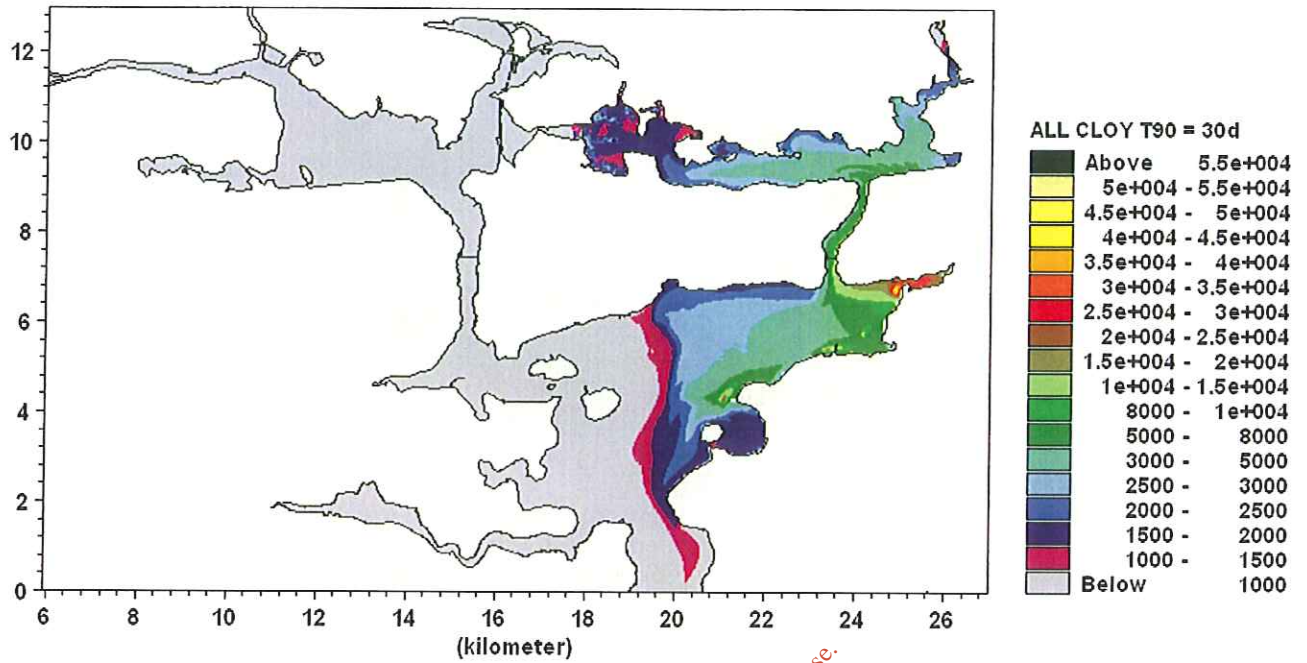 12
10
8
6
4
2
0
6 8 10 12 14 16 18 20 22 24 26
(kilometer)
se.
ALL CLOY T90 = 30d
Above 5.5e+004
5e+004 - 5.5e+004
4.5e+004 - 5e+004
4e+004 - 4.5e+004
3.5e+004 - 4e+004
3e+004 - 3.5e+004
2.5e+004 - 3e+004
2e+004 - 2.5e+004
1.5e+004 - 2e+004
1e+004 - 1.5e+004
8000 - 1e+004
5000 - 8000
3000 - 5000
2500 - 3000
2000 - 2500
1500 - 2000
1000 - 1500
Below 1000